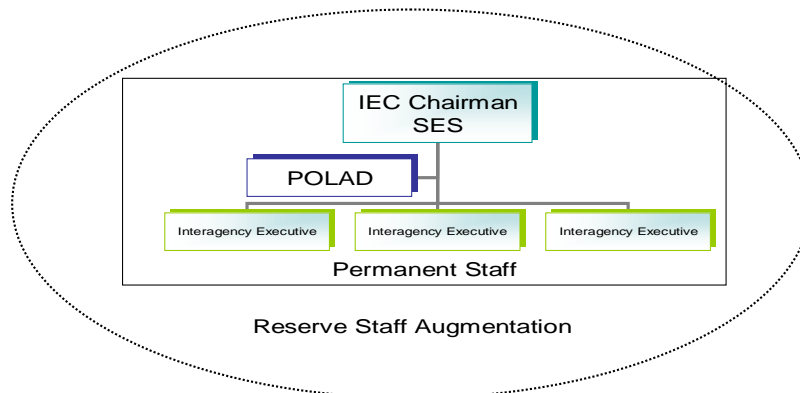 IEC Chairman
SES
POLAD
Interagency Executive
Interagency Executive
Interagency Executive
Permanent Staff
Reserve Staff Augmentation